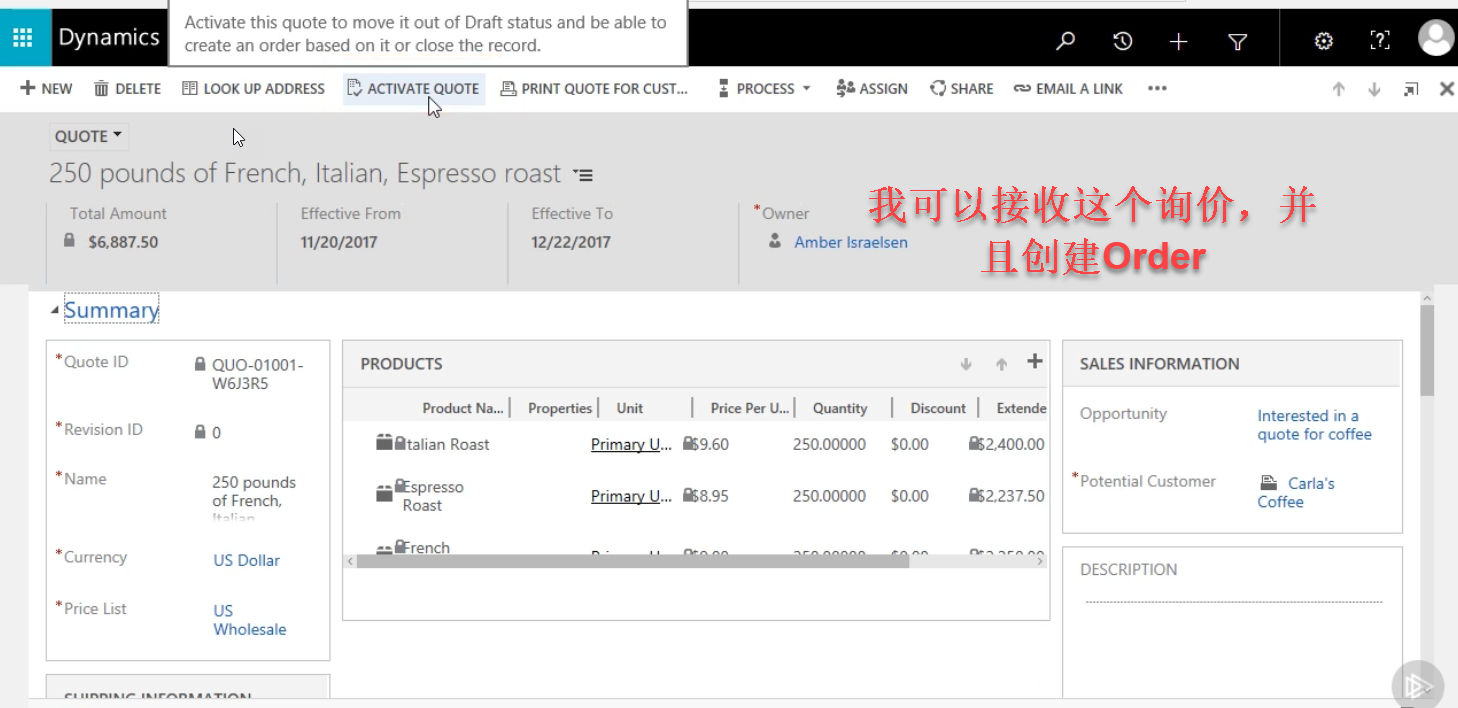 Activate this quote to move it out of Draft status and be able to
create an order based on it or close the record.
Dynamics
NEW DELETE LOOK UP ADDRESS ACTIVATE QUOTE PRINT QUOTE FOR CUST... PROCESS ASSIGN SHARE EMAIL A LINK
QUOTE
250 pounds of French, Italian, Espresso roast
Total Amount Effective From Effective To *Owner
$6,887.50 11/20/2017 12/22/2017 Amber Israelsen
我可以接收这个询价，并
且创建Order
Summary
*Quote ID QUO-01001-
W6J3R5
*Revision ID 0
*Name 250 pounds
of French,
Italian
*Currency US Dollar
*Price List US
Wholesale
SHIPPING INFORMATION
PRODUCTS
Product Na... Properties Unit Price Per U... Quantity Discount Extende
Italian Roast Primary U... $9.60 250.00000 $0.00 $2,400.00
Espresso
Roast Primary U... $8.95 250.00000 $0.00 $2,237.50
French
SALES INFORMATION
Opportunity Interested in a
quote for coffee
*Potential Customer Carla's
Coffee
DESCRIPTION